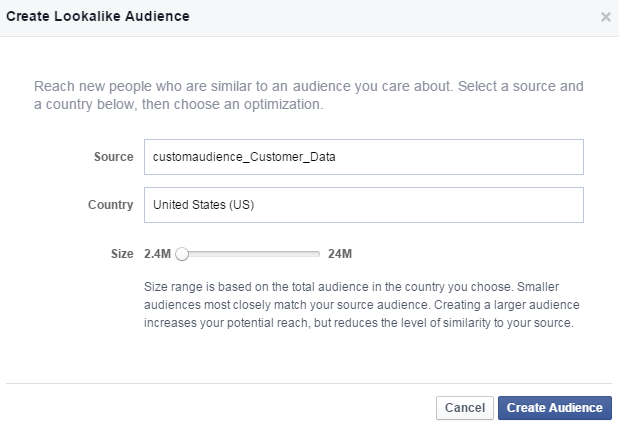 Create Lookalike Audience
×
Reach new people who are similar to an audience you care about. Select a source and
a country below, then choose an optimization.
Source customaudience_Customer_Data
Country United States (US)
Size 2.4M 24M
Size range is based on the total audience in the country you choose. Smaller
audiences most closely match your source audience. Creating a larger audience
increases your potential reach, but reduces the level of similarity to your source.
Cancel Create Audience